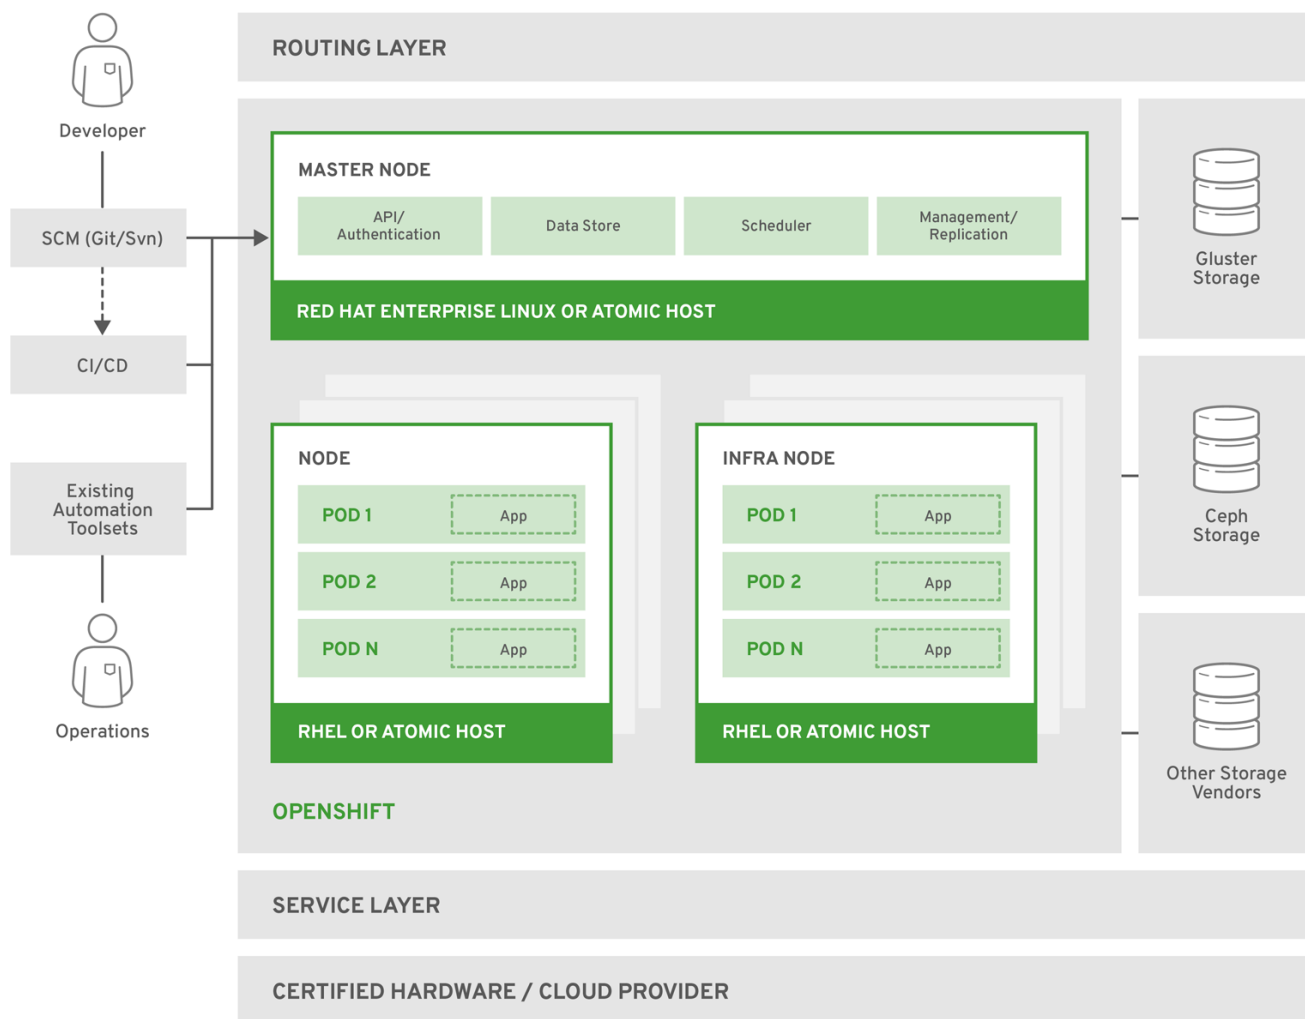 Developer
SCM (Git/Svn)
CI/CD
Existing
Automation
Toolsets
Operations
ROUTING LAYER
MASTER NODE
API/
Authentication
Data Store
Scheduler
Management/
Replication
RED HAT ENTERPRISE LINUX OR ATOMIC HOST
NODE
POD 1
App
POD 2
App
POD N
App
RHEL OR ATOMIC HOST
INFRA NODE
POD 1
App
POD 2
App
POD N
App
RHEL OR ATOMIC HOST
OPENSHIFT
Gluster
Storage
Ceph
Storage
Other Storage
Vendors
SERVICE LAYER
CERTIFIED HARDWARE / CLOUD PROVIDER